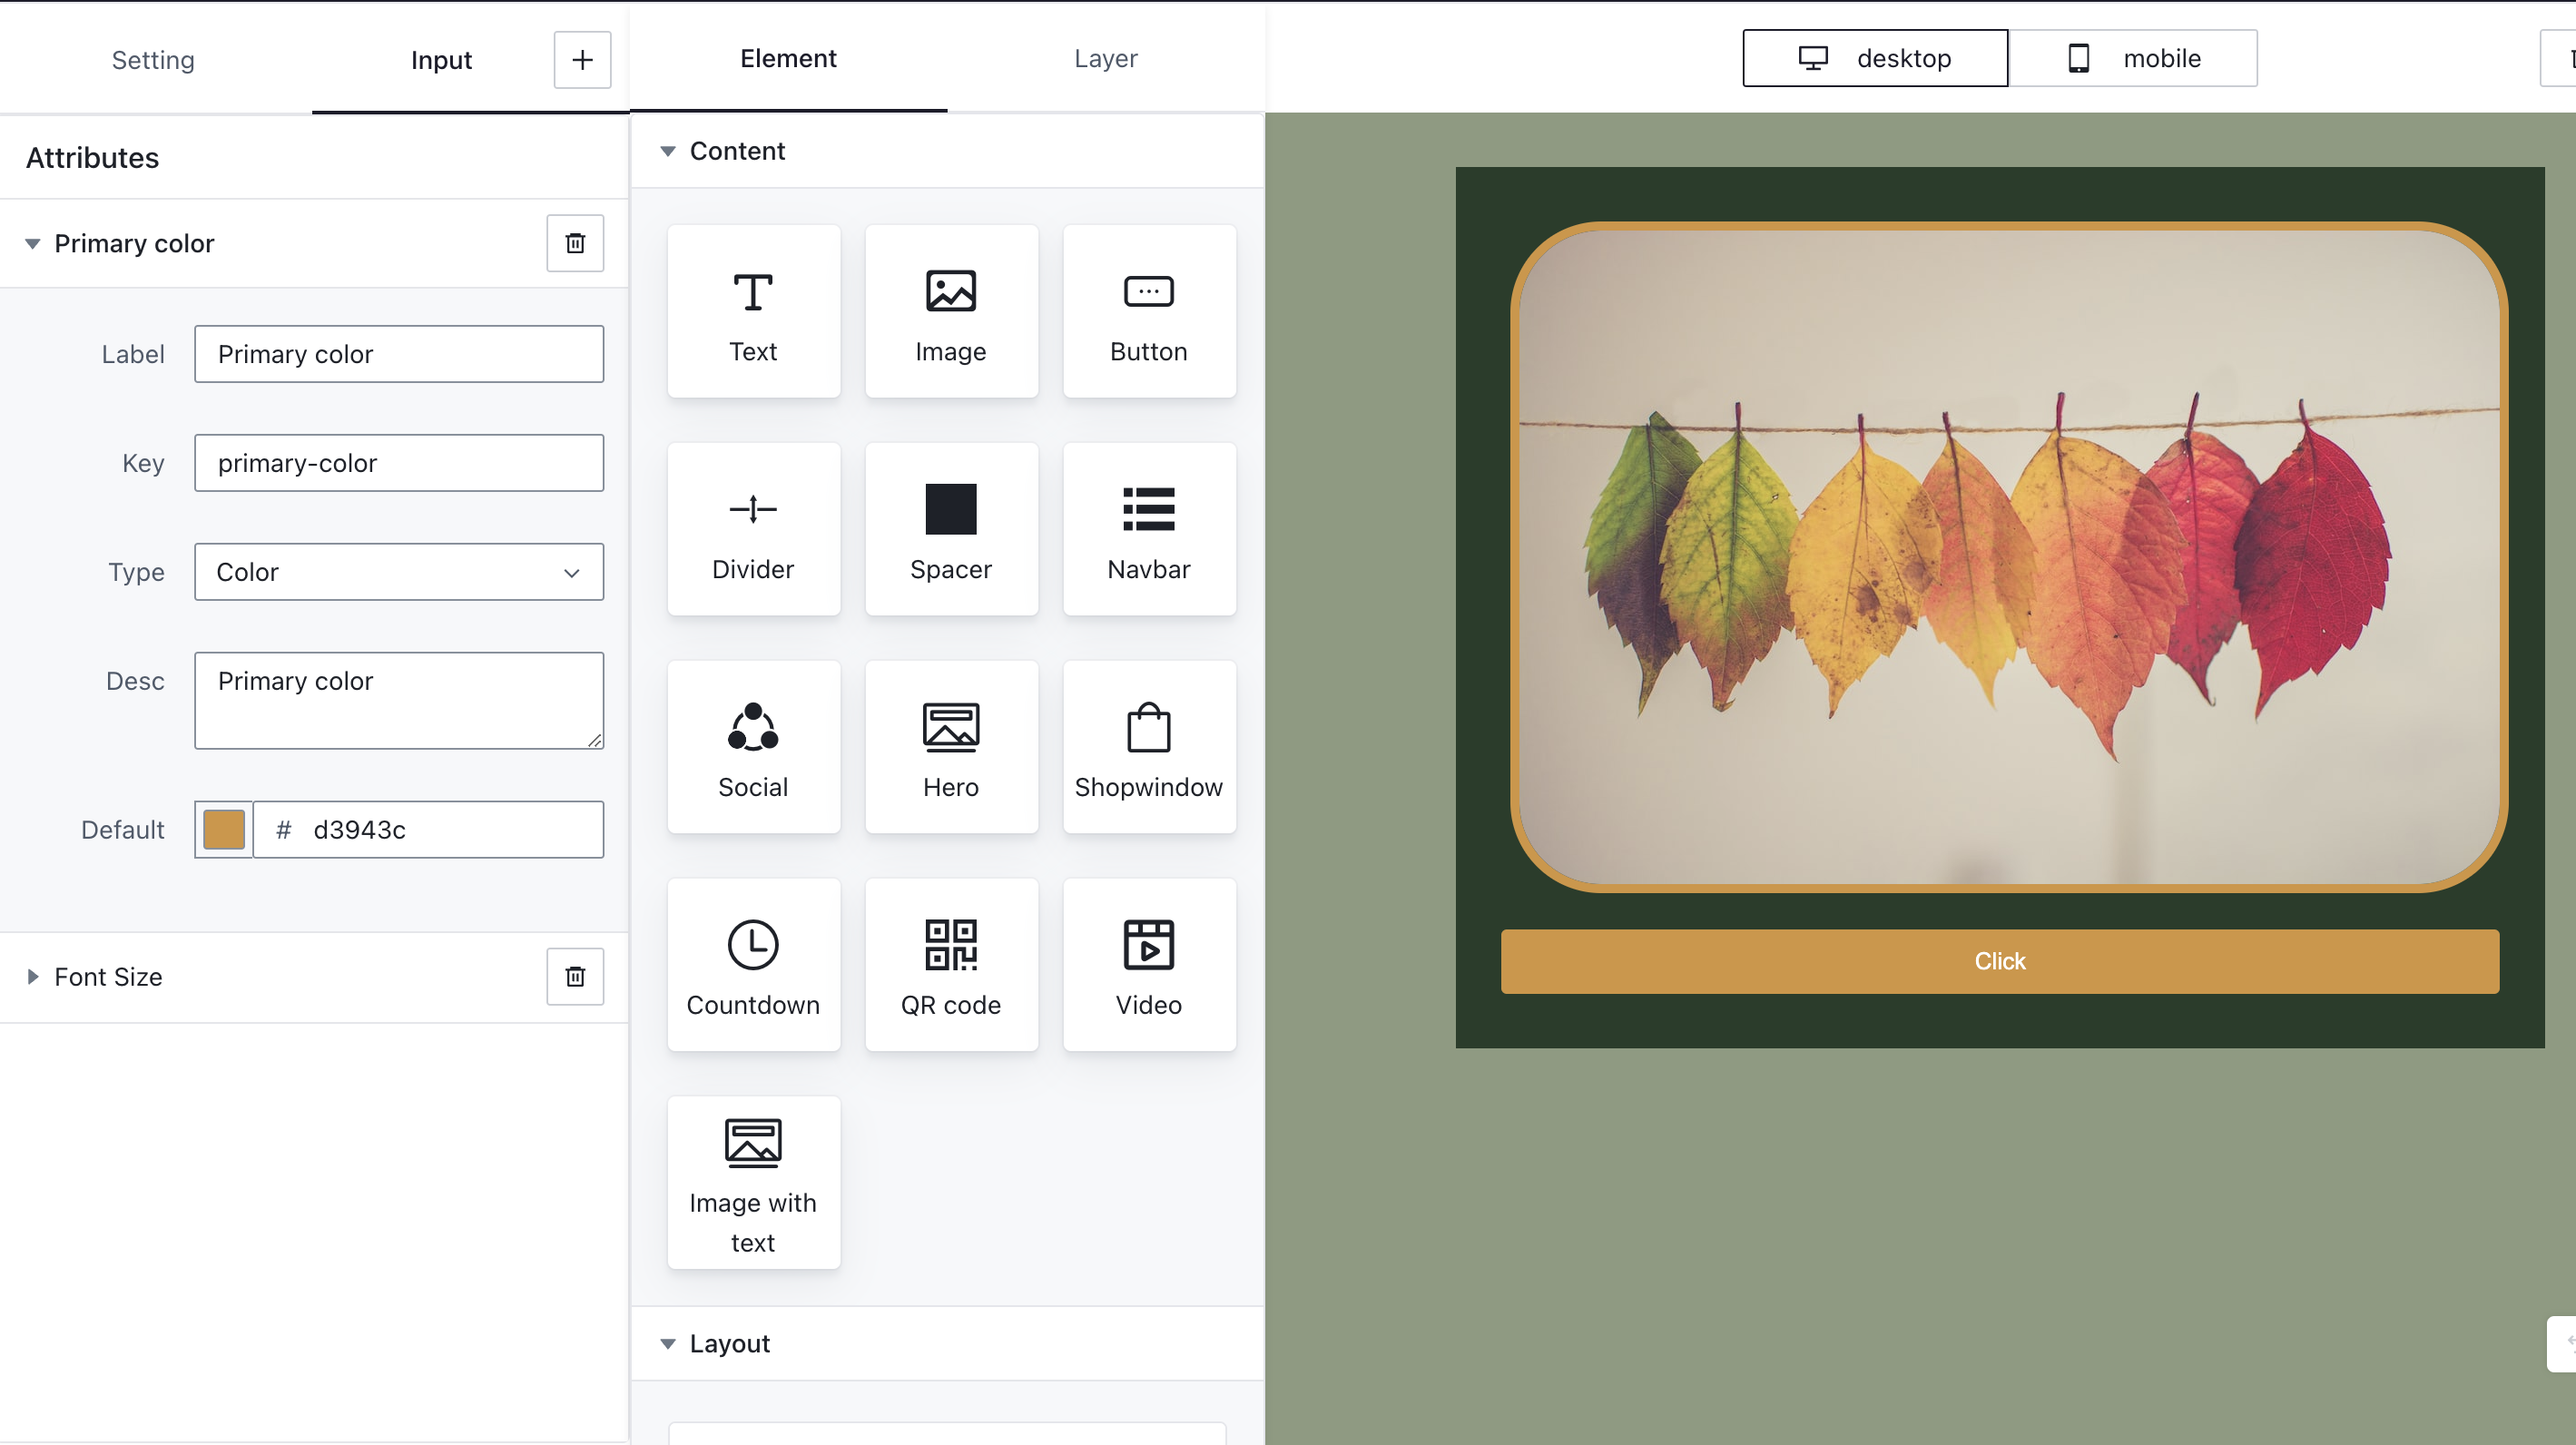 Setting
Input
Attributes
Primary color
Label
Primary color
Key
primary-color
Type
Color
Desc
Primary color
Default
# d3943c
Font Size
Element
Layer
Content
Text
Image
Button
Divider
Spacer
Navbar
Social
Hero
Shopwindow
Countdown
QR code
Video
Image with
text
Layout
desktop
mobile
Click